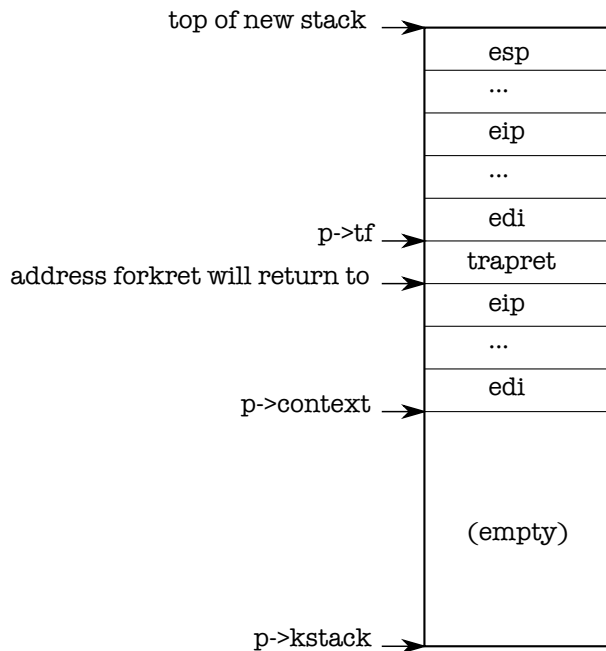 top of new stack
esp
...
eip
...
edi
p->tf
trapret
address forkret will return to
eip
...
edi
p->context
(empty)
p->kstack